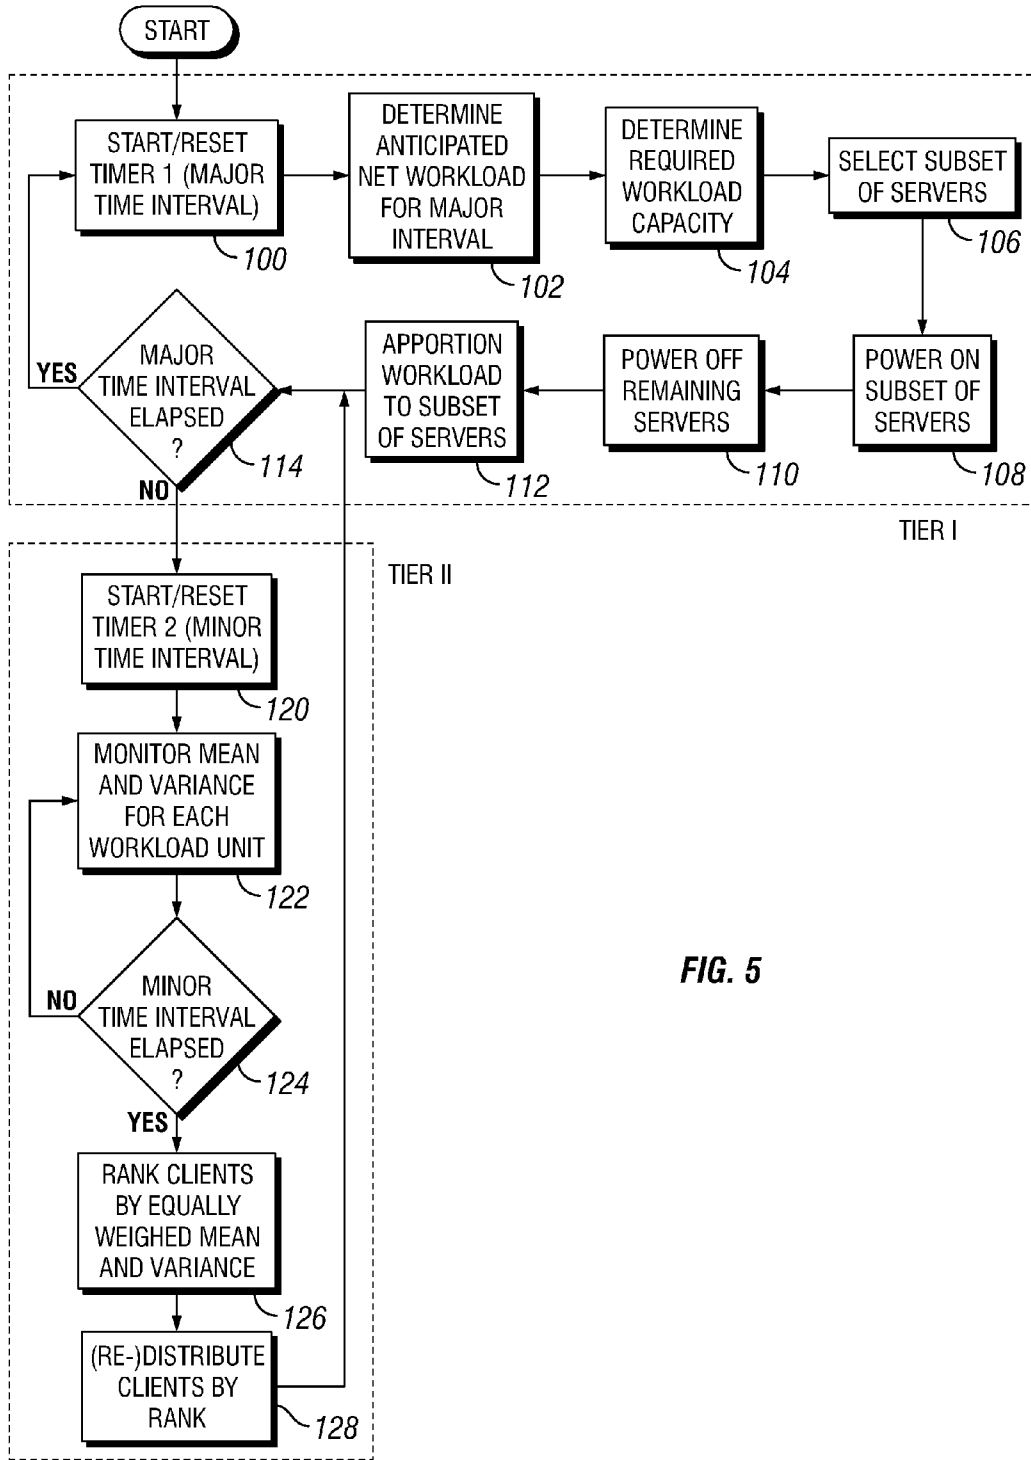 START
START/RESET
TIMER 1 (MAJOR
TIME INTERVAL)
100
DETERMINE
ANTICIPATED
NET WORKLOAD
FOR MAJOR
INTERVAL
102
DETERMINE
REQUIRED
WORKLOAD
CAPACITY
104
SELECT SUBSET
OF SERVERS
106
POWER ON
SUBSET OF
SERVERS
108
POWER OFF
REMAINING
SERVERS
110
APPORTION
WORKLOAD
TO SUBSET
OF SERVERS
112
MAJOR
TIME INTERVAL
ELAPSED
?
114
YES
NO
TIER I
TIER II
START/RESET
TIMER 2 (MINOR
TIME INTERVAL)
120
MONITOR MEAN
AND VARIANCE
FOR EACH
WORKLOAD UNIT
122
MINOR
TIME INTERVAL
ELAPSED
?
124
NO
YES
RANK CLIENTS
BY EQUALLY
WEIGHED MEAN
AND VARIANCE
126
(RE-)DISTRIBUTE
CLIENTS BY
RANK
128
FIG. 5